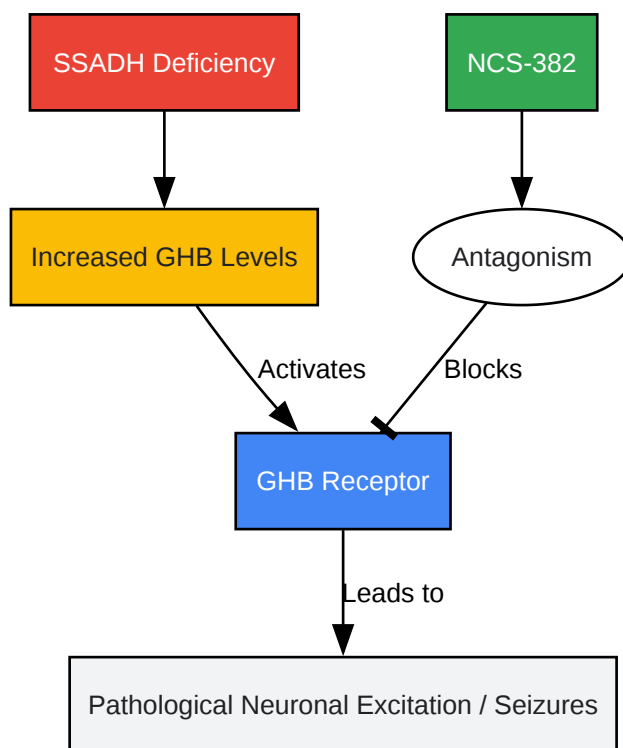 SSADH Deficiency
NCS-382
Increased GHB Levels
Antagonism
Activates
Blocks
GHB Receptor
Leads to
Pathological Neuronal Excitation / Seizures